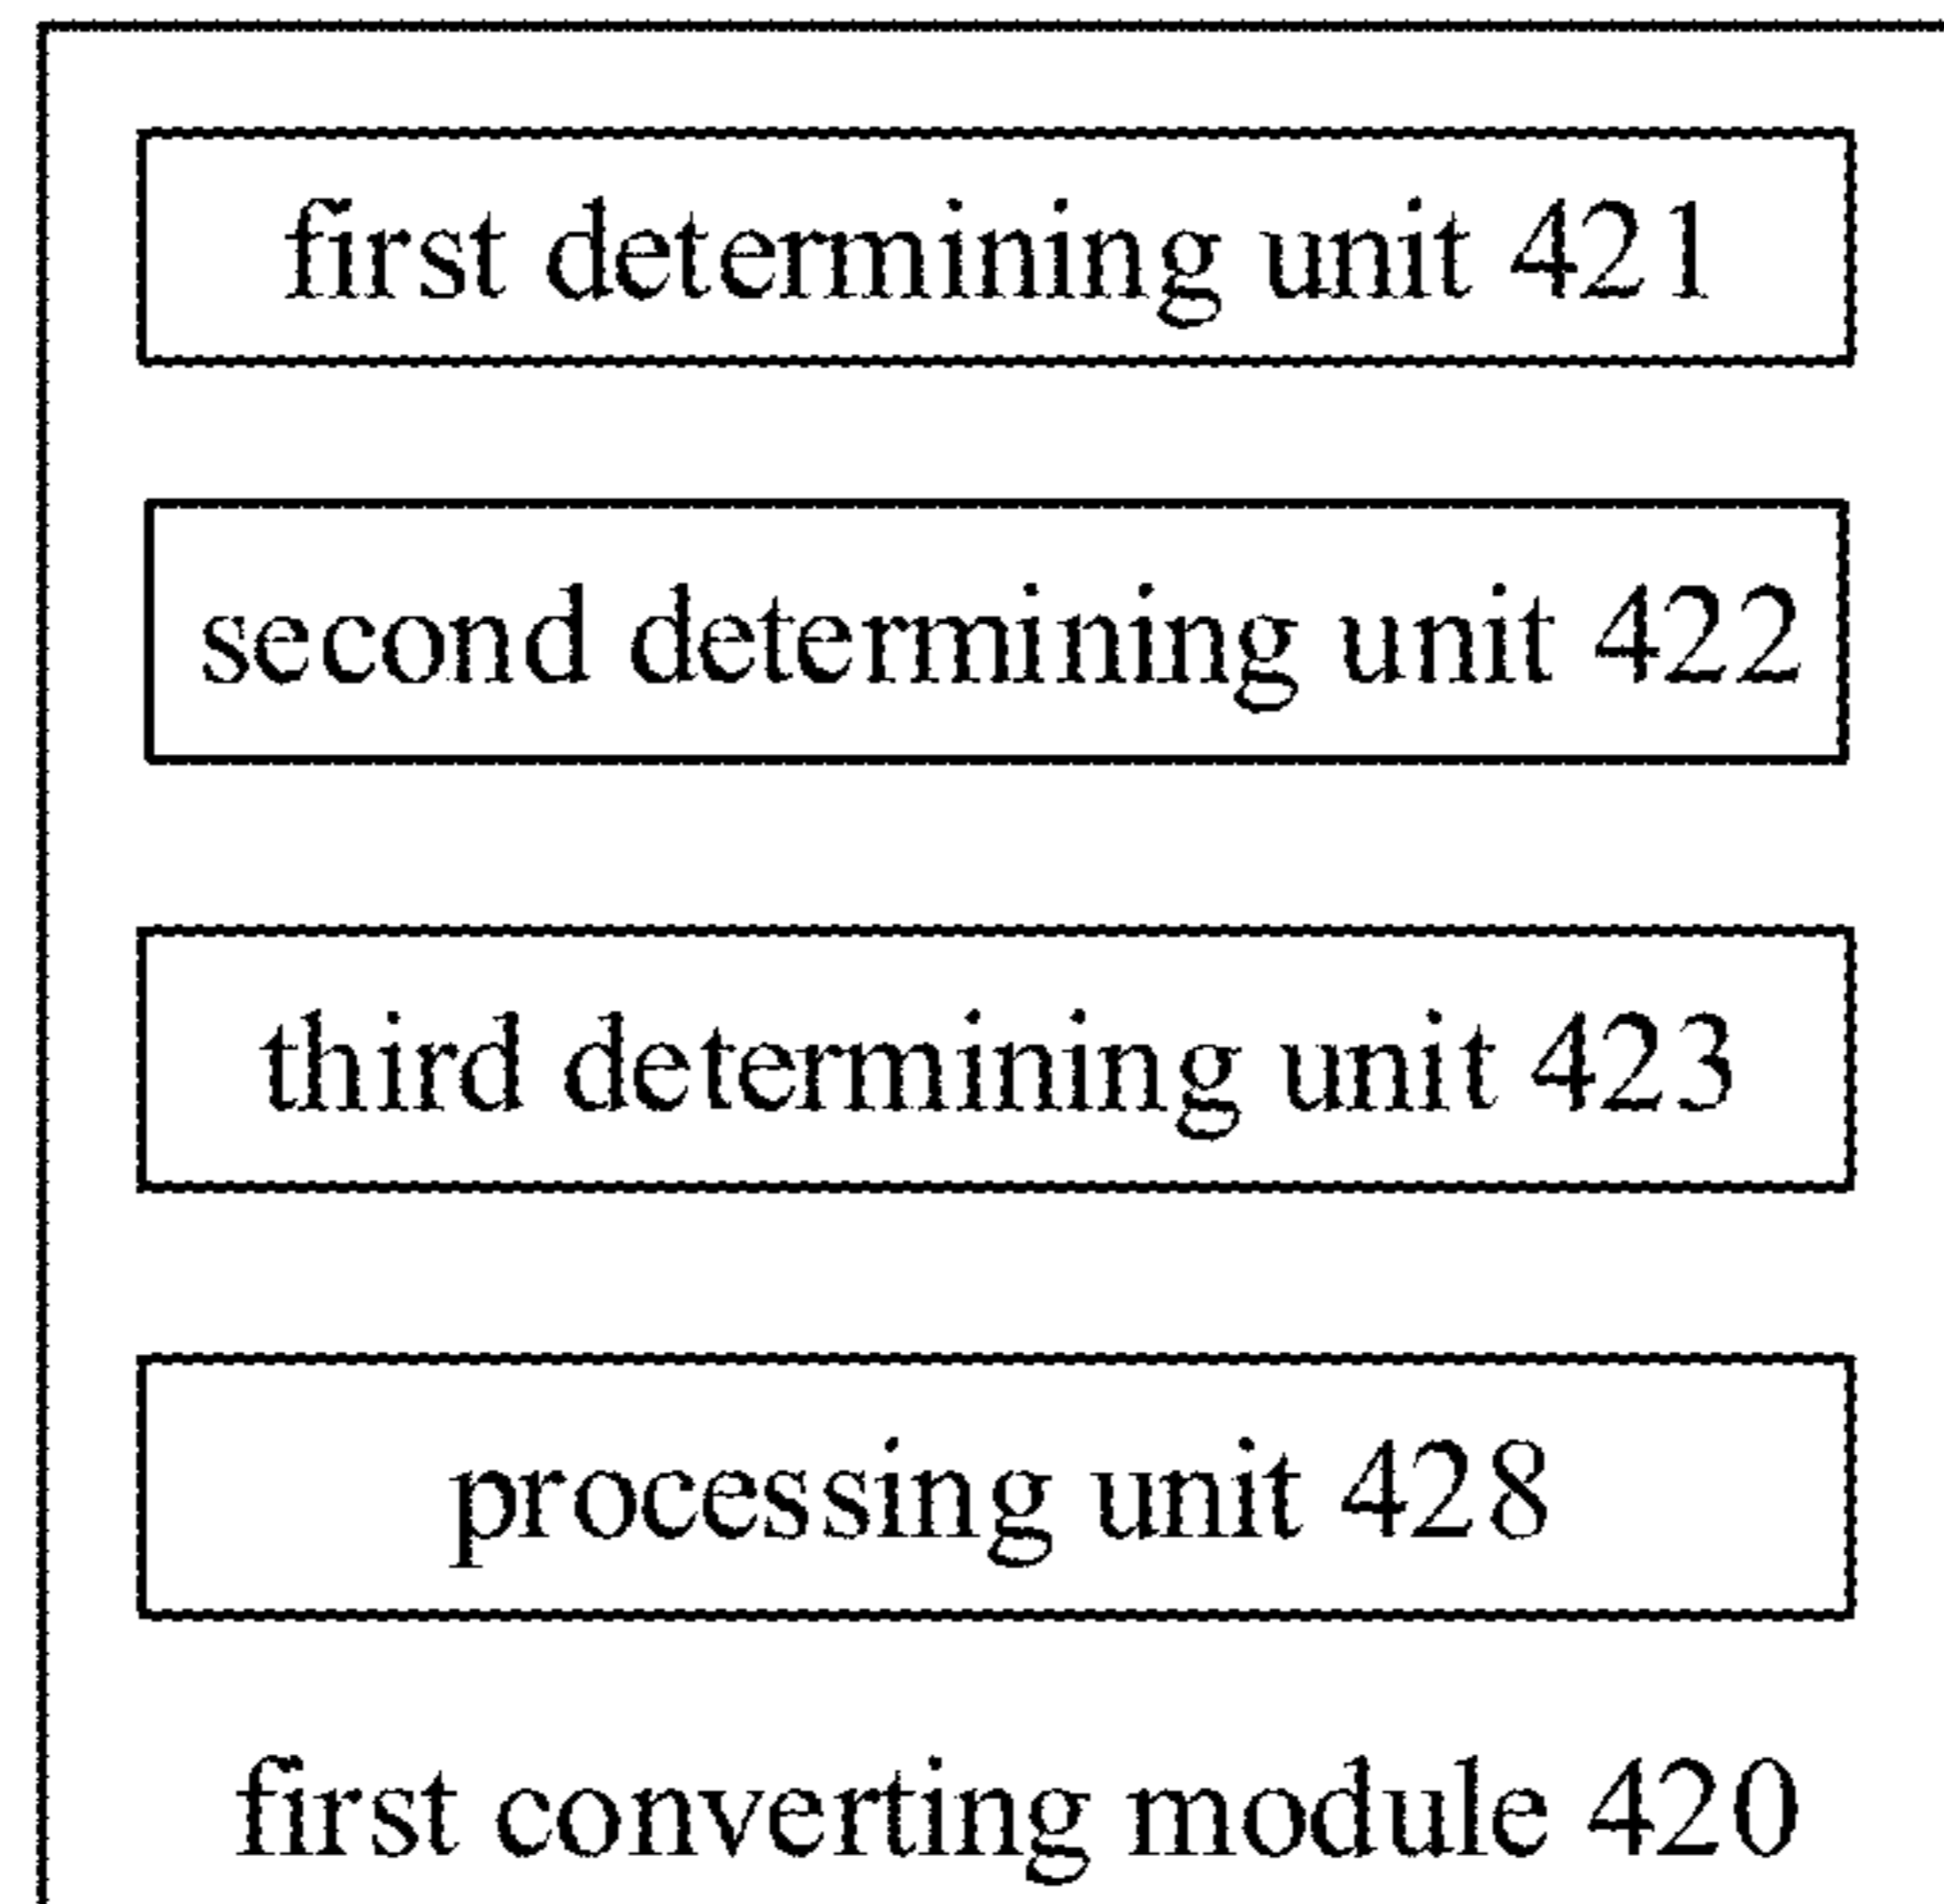 first determining unit 421
second determining unit 422
third determining unit 423
processing unit 428
first converting module 420